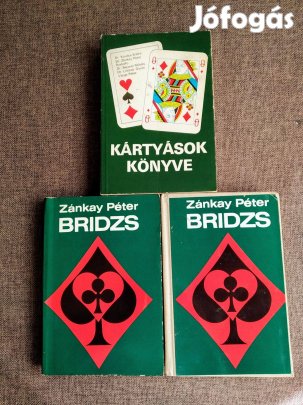 Jófogás
KÁRTYÁSOK
KÖNYVE
Zánkay Péter
BRIDZS
Zánkay Péter
BRIDZS